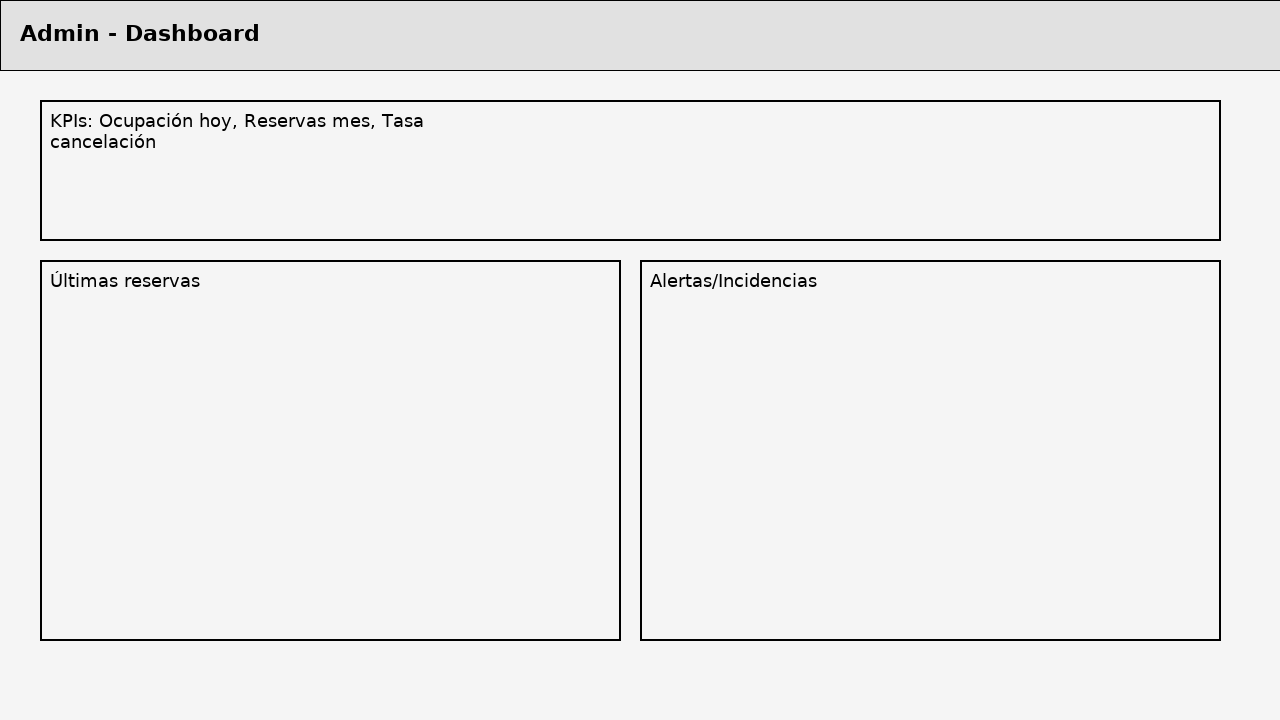 Admin - Dashboard
KPIs: Ocupación hoy, Reservas mes, Tasa
cancelación
Últimas reservas
Alertas/Incidencias